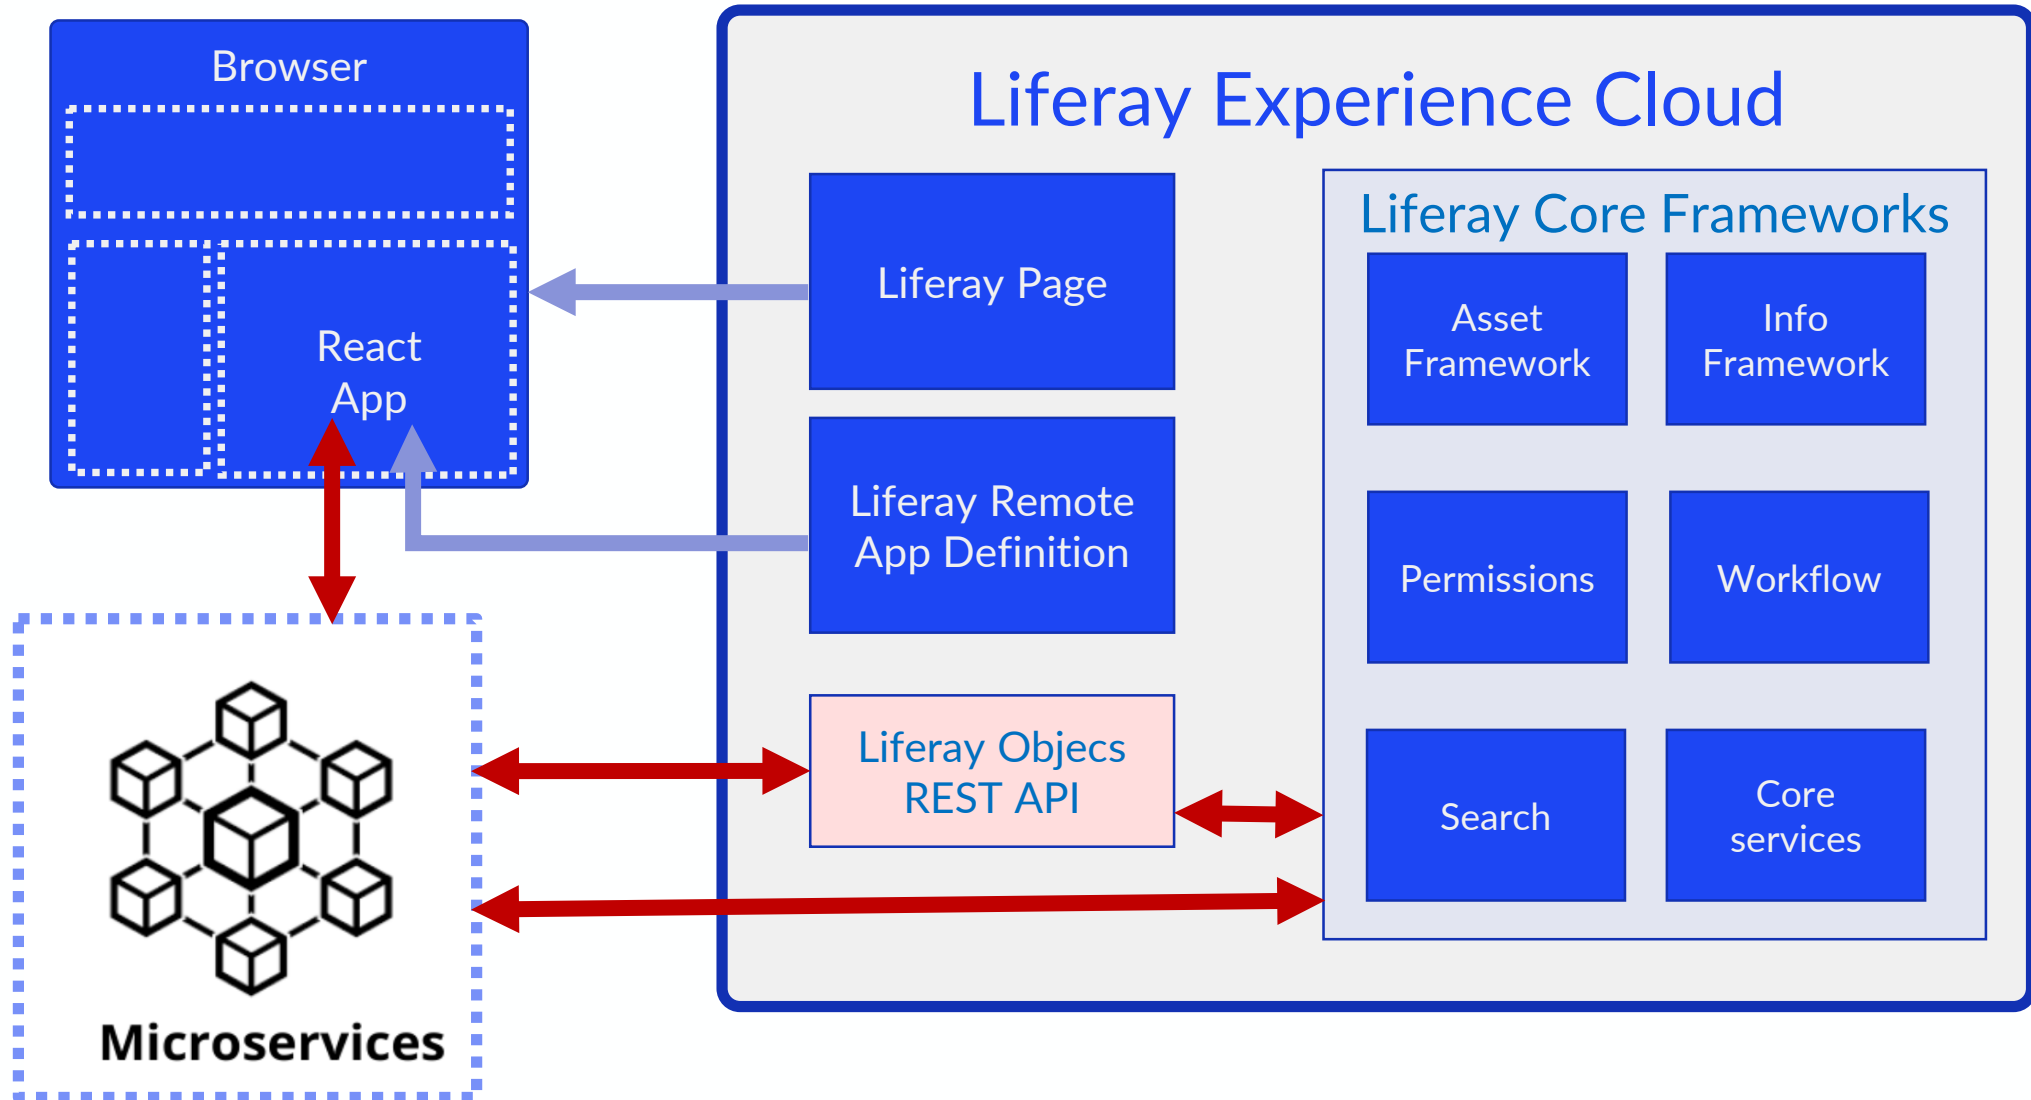 Browser
React
App
Microservices
Liferay Experience Cloud
Liferay Page
Liferay Remote
App Definition
Liferay Objecs
REST API
Liferay Core Frameworks
Asset
Framework
Info
Framework
Permissions
Workflow
Search
Core
services